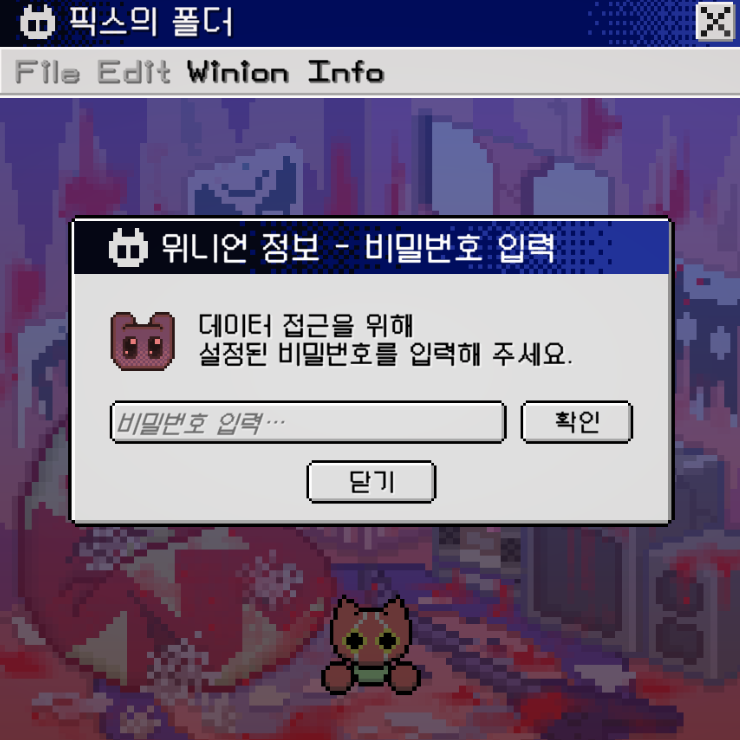 픽스의 폴더
File Edit Winion Info
위니언 정보 - 비밀번호 입력
데이터 접근을 위해
설정된 비밀번호를 입력해 주세요.
비밀번호 입력…
확인
닫기